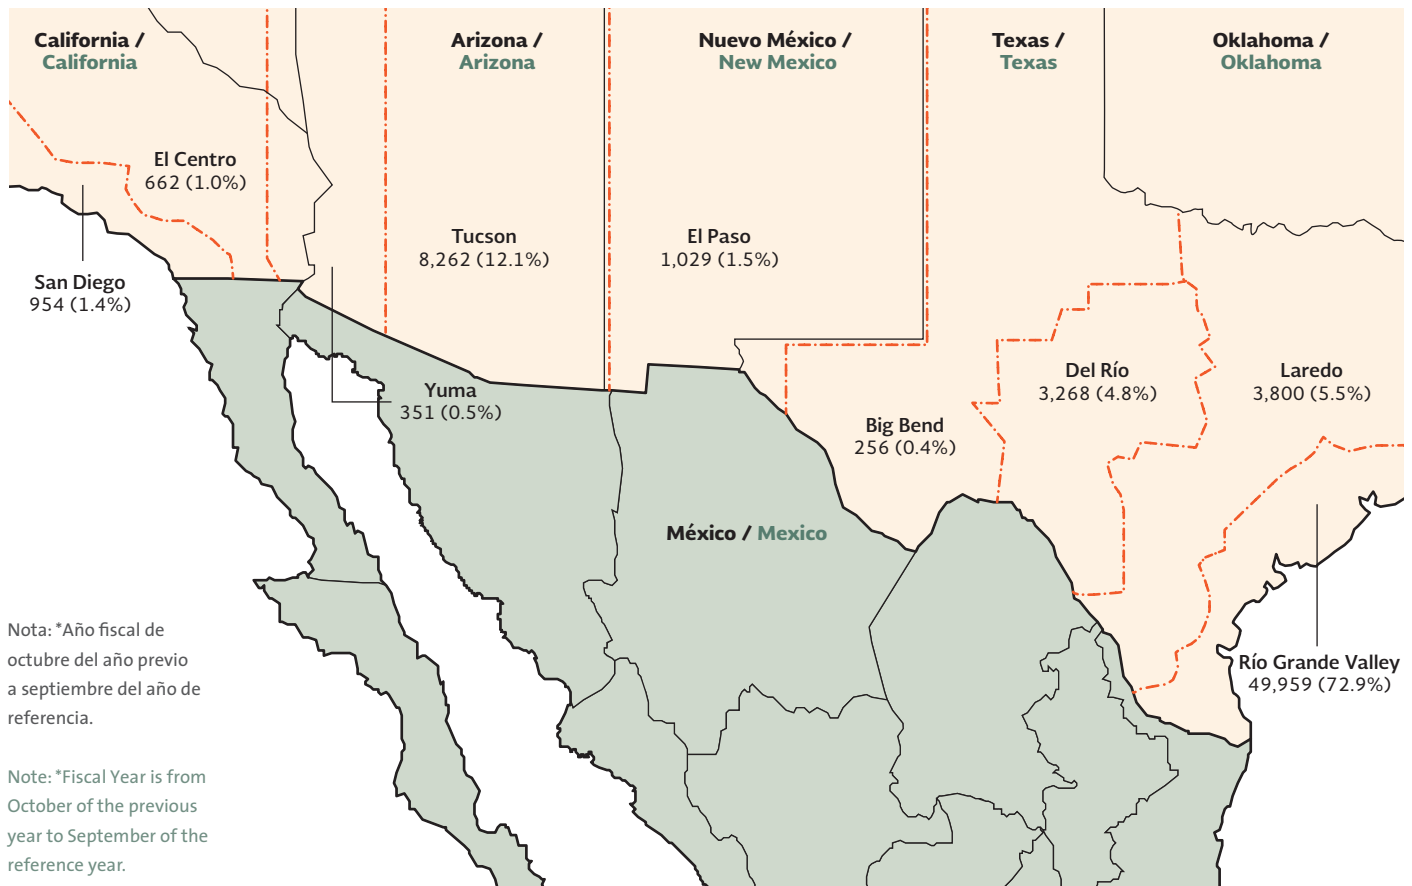 California /
California
Arizona /
Arizona
Nuevo México /
New Mexico
Texas /
Texas
Oklahoma /
Oklahoma
El Centro
662 (1.0%)
San Diego
954 (1.4%)
Tucson
8,262 (12.1%)
El Paso
1,029 (1.5%)
Yuma
351 (0.5%)
Big Bend
256 (0.4%)
Del Río
3,268 (4.8%)
Laredo
3,800 (5.5%)
México / Mexico
Río Grande Valley
49,959 (72.9%)
Nota: *Año fiscal de
octubre del año previo
a septiembre del año de
referencia.
Note: *Fiscal Year is from
October of the previous
year to September of the
reference year.